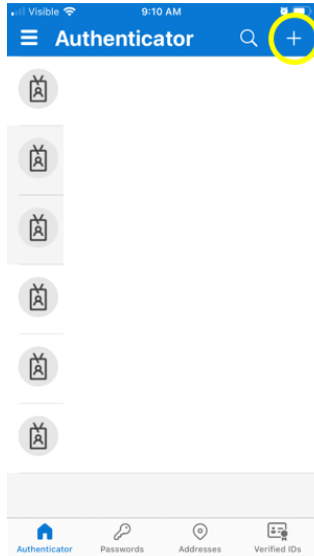 Visible
9:10 AM
Authenticator
Authenticator
Passwords
Addresses
Verified IDs